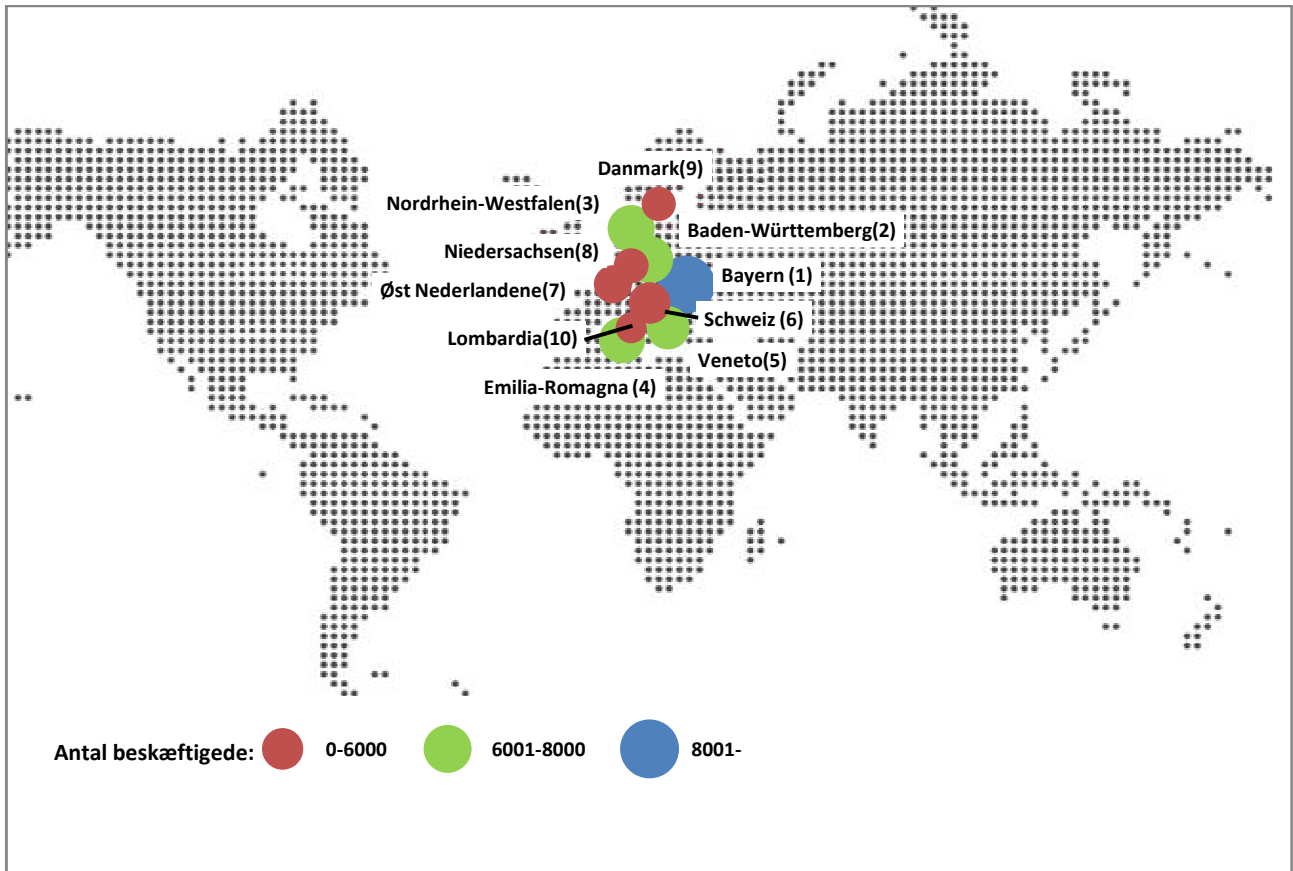 Danmark(9)
Nordrhein-Westfalen(3)
Baden-Württemberg(2)
Niedersachsen(8)
Bayern (1)
Øst Nederlandene(7)
Schweiz (6)
Lombardia(10)
Veneto(5)
Emilia-Romagna (4)
Antal beskæftigede: 0-6000 6001-8000 8001-